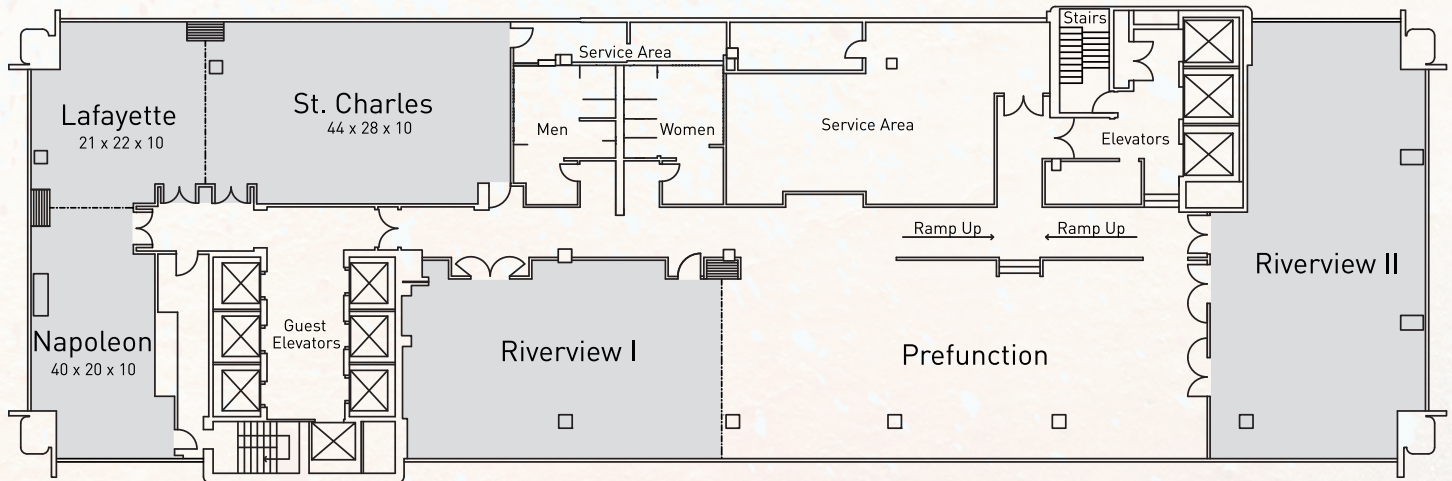 Stairs
Service Area
Lafayette
21 x 22 x 10
St. Charles
44 x 28 x 10
Men
Women
Service Area
Elevators
Ramp Up
Ramp Up
Riverview II
Napoleon
40 x 20 x 10
Guest
Elevators
Riverview I
Prefunction